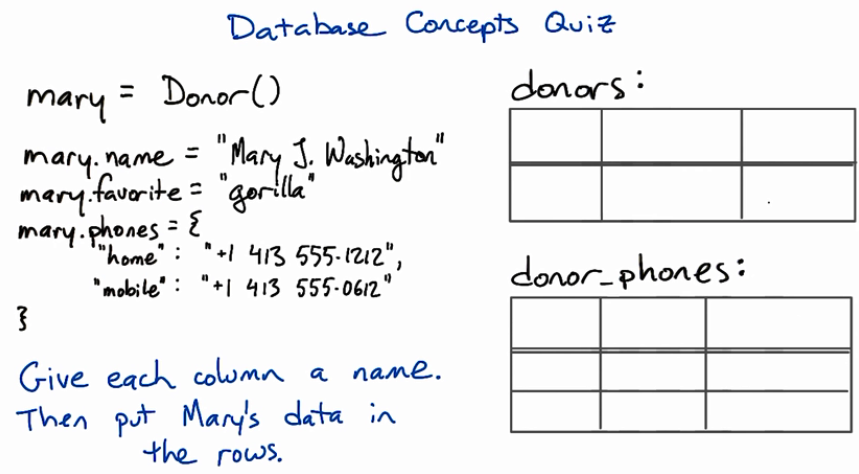 Database Concepts Quiz
mary = Donor()
mary.name = "Mary J. Washington"
mary.favorite = "gorilla"
mary.phones = {
"home" : "+1 413 555-1212",
"mobile" : "+1 413 555-0612"
}
Give each column a name.
Then put Mary's data in
the rows.
donors:
donor_phones: